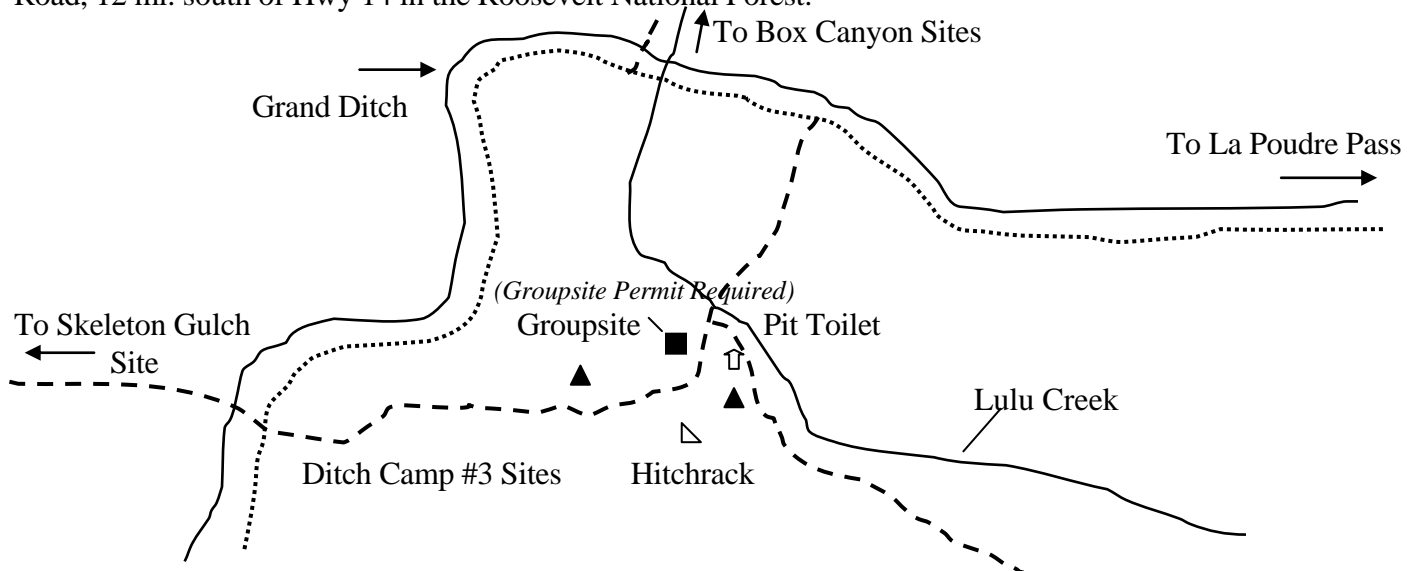 Road, 12 mi. south of Hwy 14 in the Roosevelt National Forest.
To Box Canyon Sites
Grand Ditch
To La Poudre Pass
(Groupsite Permit Required)
To Skeleton Gulch
Site
Groupsite
Pit Toilet
Lulu Creek
Ditch Camp #3 Sites
Hitchrack